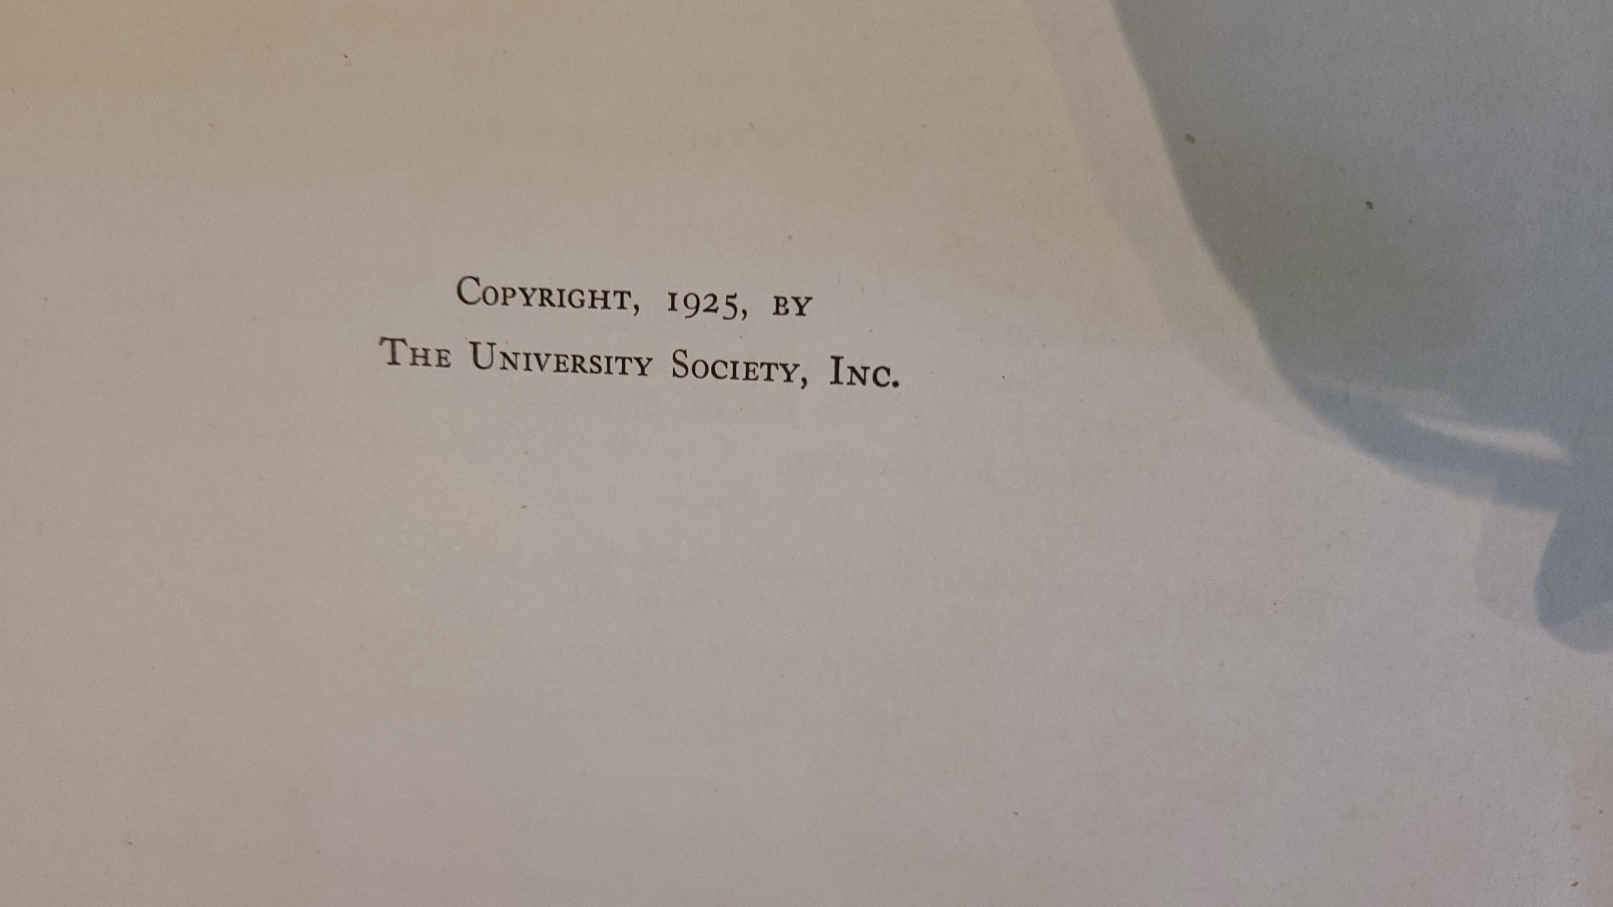 Copyright, 1925, by
The University Society, Inc.